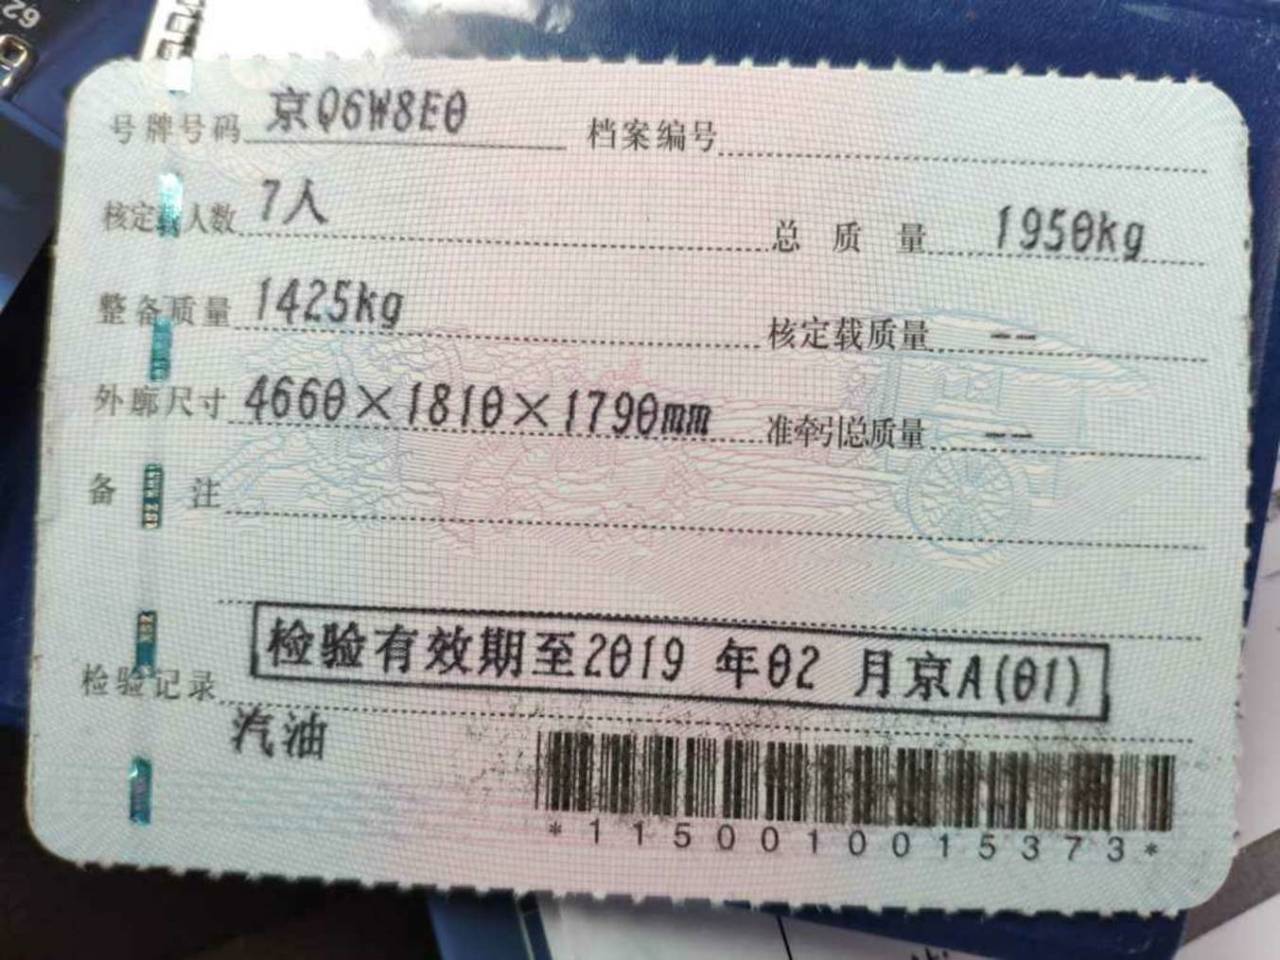 号牌号码 京Q6W8E0 档案编号
核定载人数 7人 总质量 1950kg
整备质量 1425kg 核定载质量 --
外廓尺寸 4660×1810×1790mm 准牵引总质量 --
备注
检验记录 检验有效期至2019 年02 月京A(01)
汽油
*1150010015373*